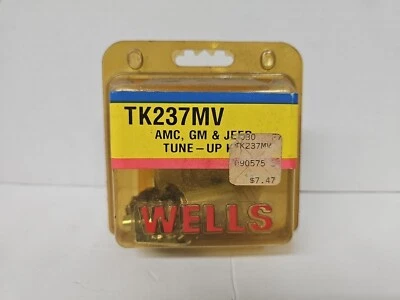 TK237MV
AMC, GM & JEEP
TUNE-UP
TK237MV
090575
$7.47
WELLS